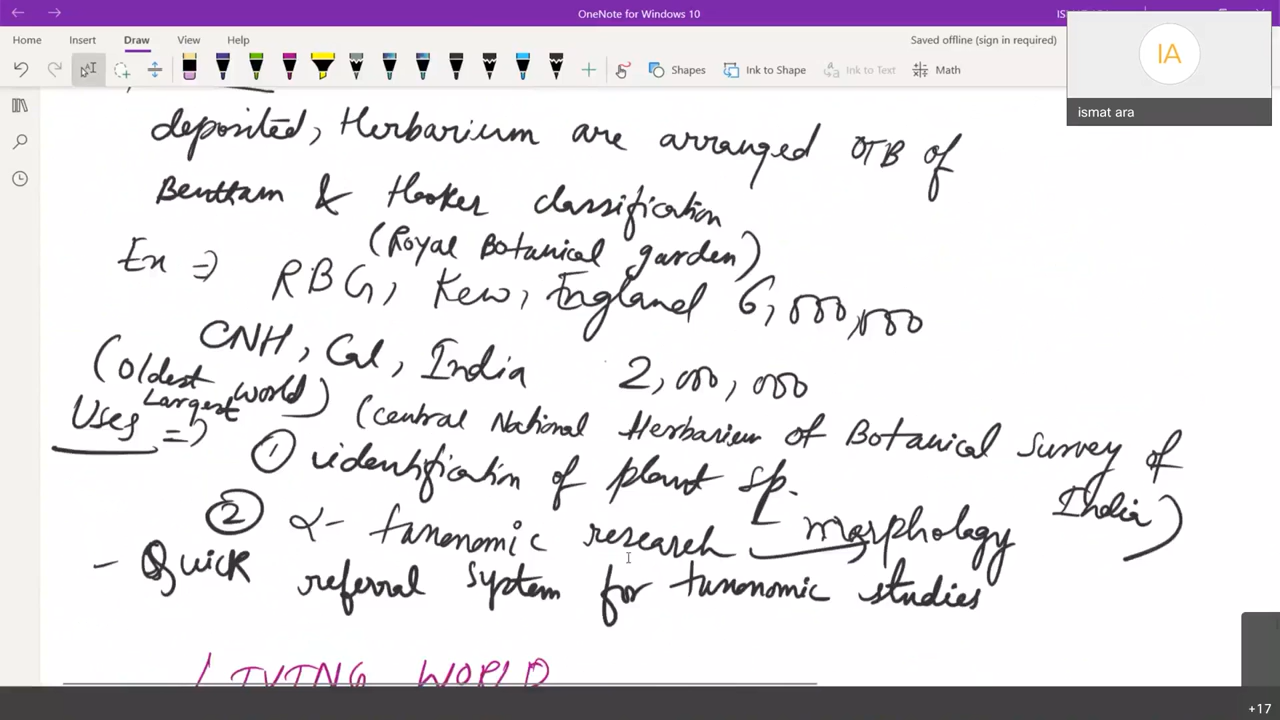 OneNote for Windows 10
Home Insert Draw View Help
Saved offline (sign in required)
Shapes Ink to Shape Ink to Text Math
IA
ismat ara
deposited, Herbarium are arranged OTB of
Bentham & Hooker classification
(Royal Botanical garden)
Ex ⇒ RBG, Kew, England 6,000,000
CNH, Cal, India 2,000,000
(Oldest Largest world)
(Central National Herbarium of Botanical Survey of India)
Uses ⇒
① identification of plant sp.
② α- taxonomic research morphology
- Quick referral system for taxonomic studies
LIVING WORLD
+17